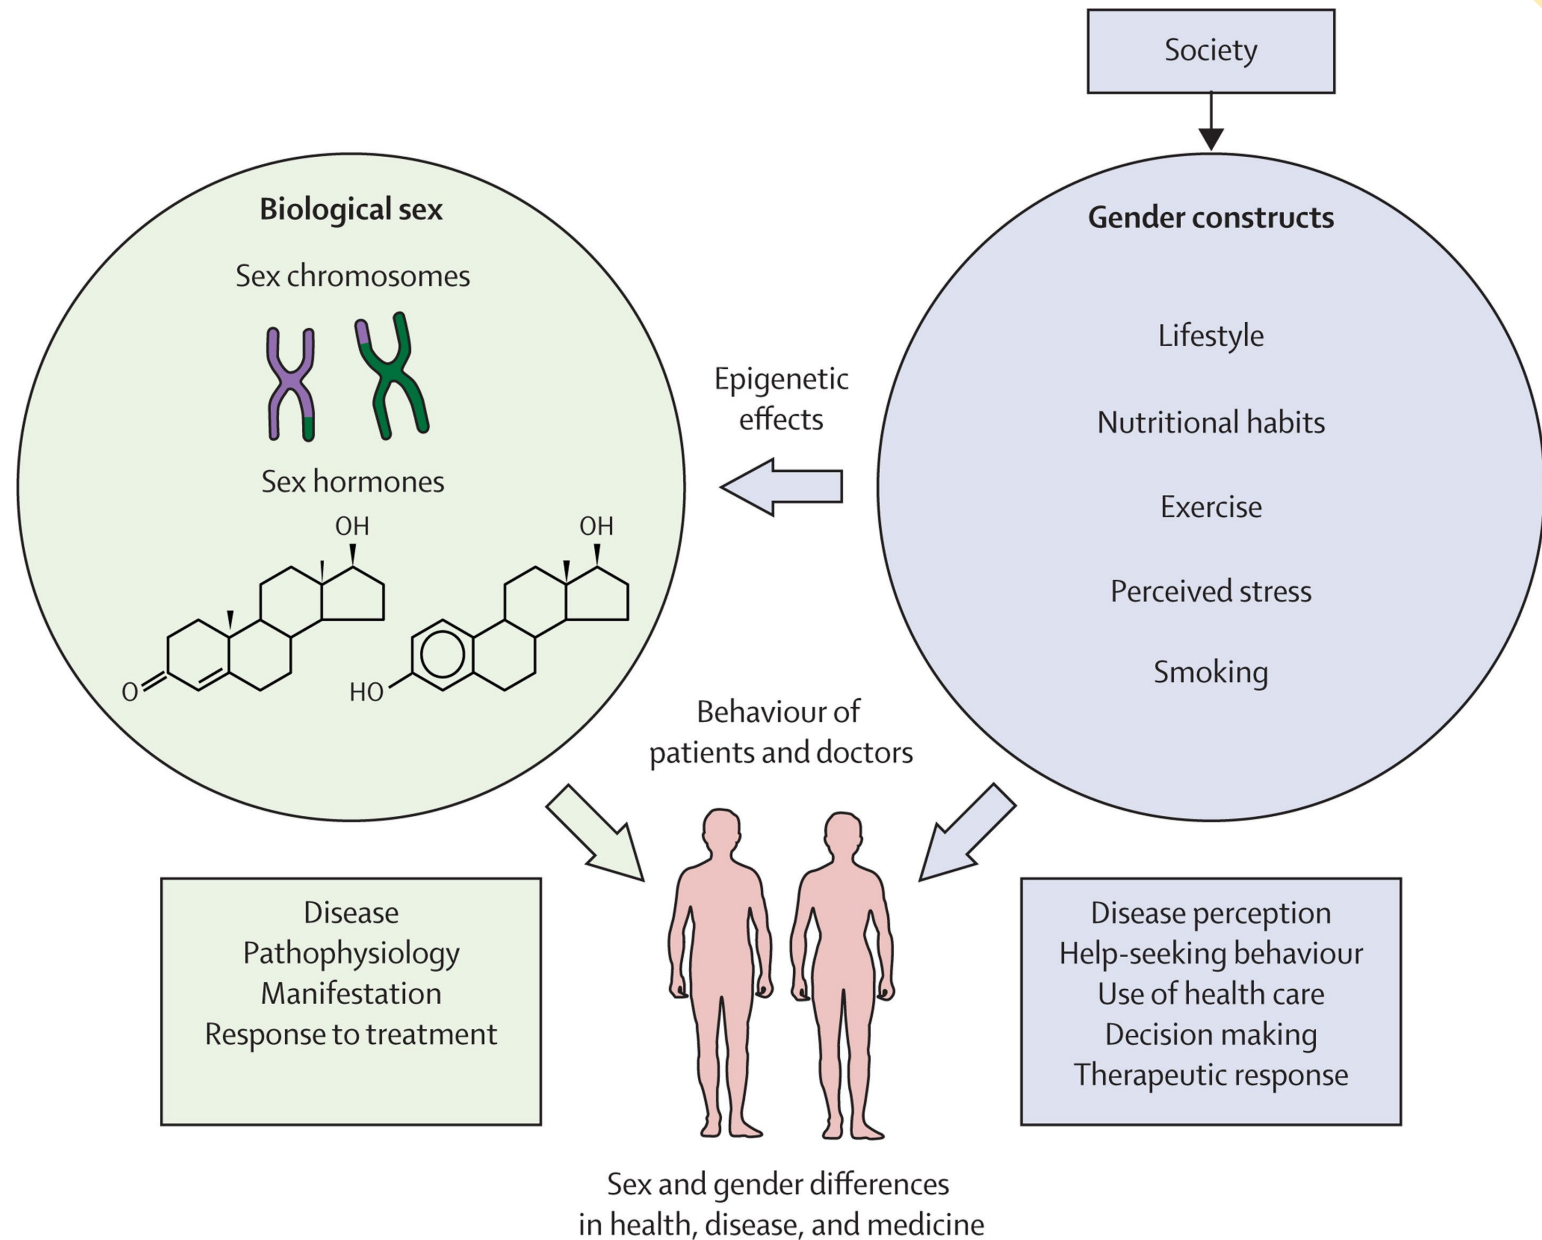 Society
Biological sex
Sex chromosomes
Sex hormones
OH
OH
O
HO
Epigenetic
effects
Gender constructs
Lifestyle
Nutritional habits
Exercise
Perceived stress
Smoking
Behaviour of
patients and doctors
Disease
Pathophysiology
Manifestation
Response to treatment
Disease perception
Help-seeking behaviour
Use of health care
Decision making
Therapeutic response
Sex and gender differences
in health, disease, and medicine